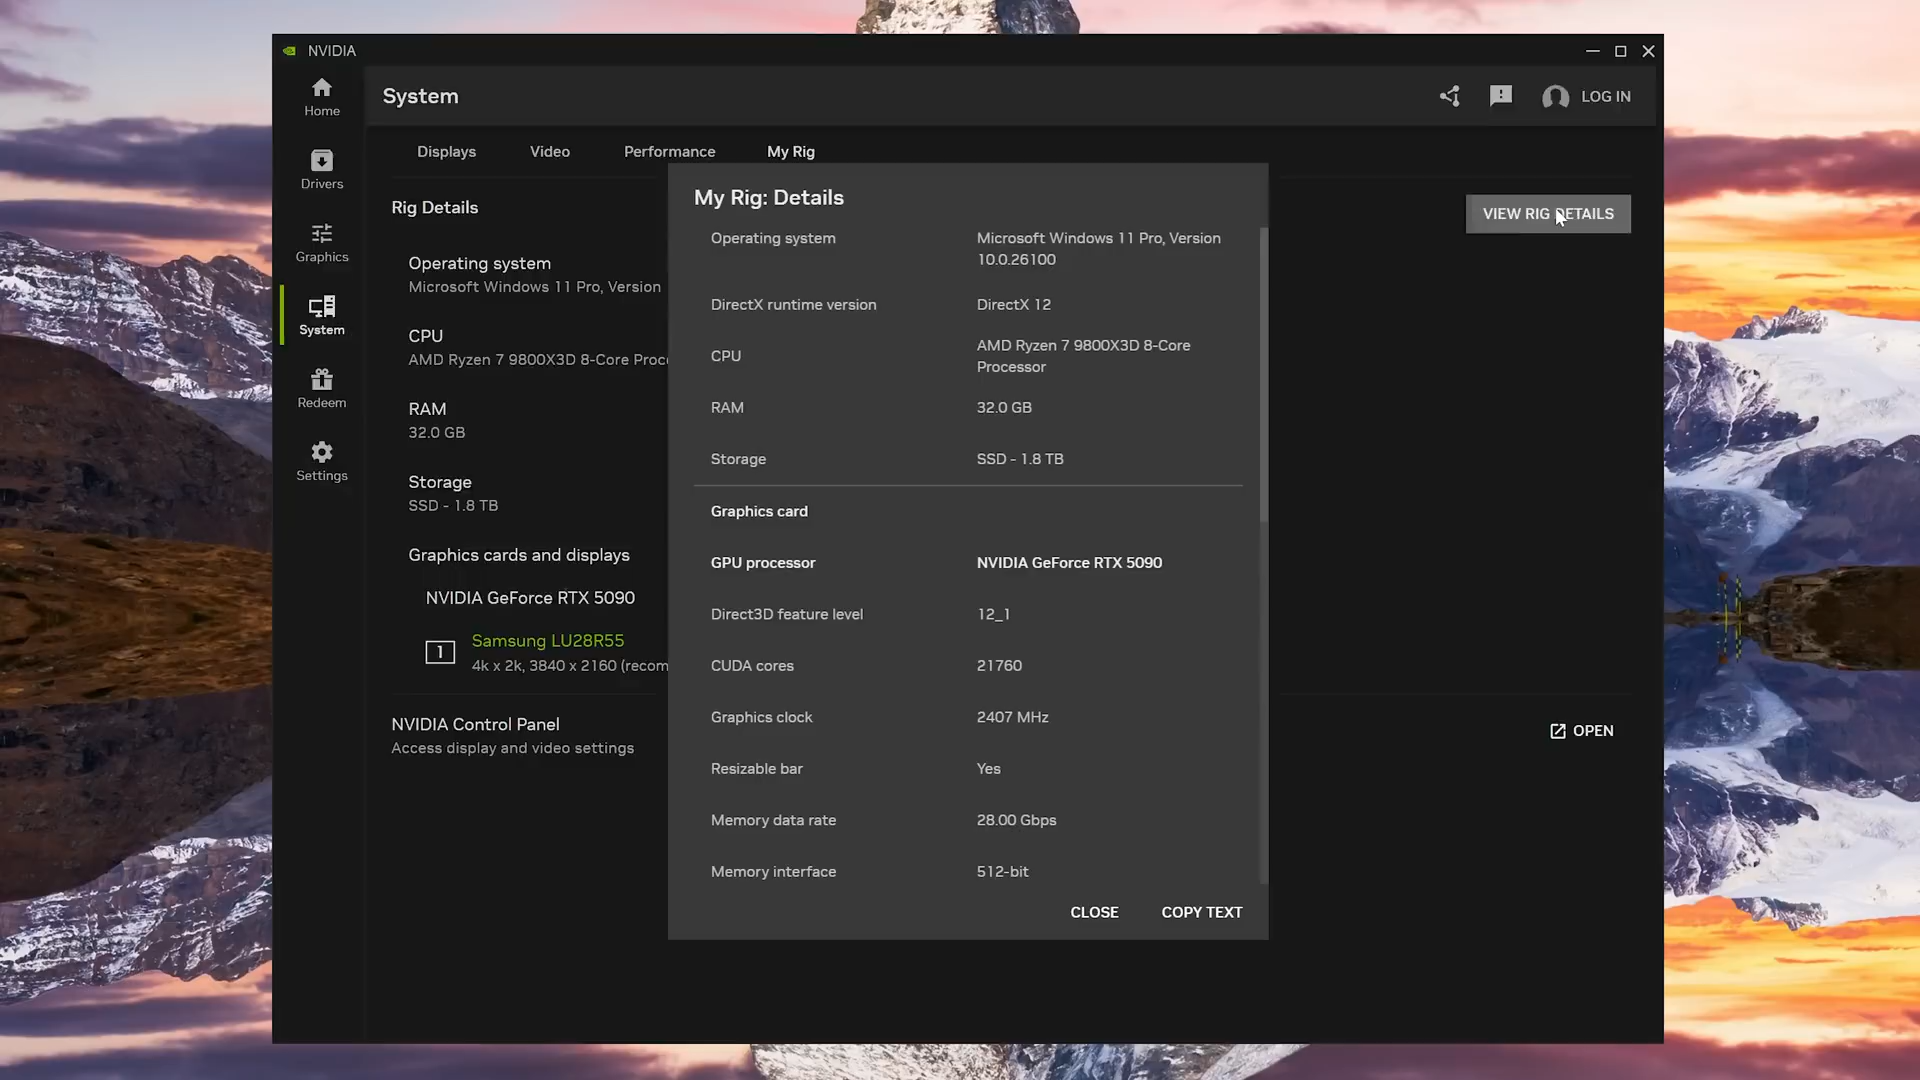 NVIDIA
Home
Drivers
Graphics
System
Redeem
Settings
System
LOG IN
Displays
Video
Performance
My Rig
Rig Details
VIEW RIG DETAILS
Operating system
Microsoft Windows 11 Pro, Version
CPU
AMD Ryzen 7 9800X3D 8-Core Proc
RAM
32.0 GB
Storage
SSD - 1.8 TB
Graphics cards and displays
NVIDIA GeForce RTX 5090
1
Samsung LU28R55
4k x 2k, 3840 x 2160 (recom
NVIDIA Control Panel
Access display and video settings
OPEN
My Rig: Details
Operating system
Microsoft Windows 11 Pro, Version
10.0.26100
DirectX runtime version
DirectX 12
CPU
AMD Ryzen 7 9800X3D 8-Core
Processor
RAM
32.0 GB
Storage
SSD - 1.8 TB
Graphics card
GPU processor
NVIDIA GeForce RTX 5090
Direct3D feature level
12_1
CUDA cores
21760
Graphics clock
2407 MHz
Resizable bar
Yes
Memory data rate
28.00 Gbps
Memory interface
512-bit
CLOSE
COPY TEXT